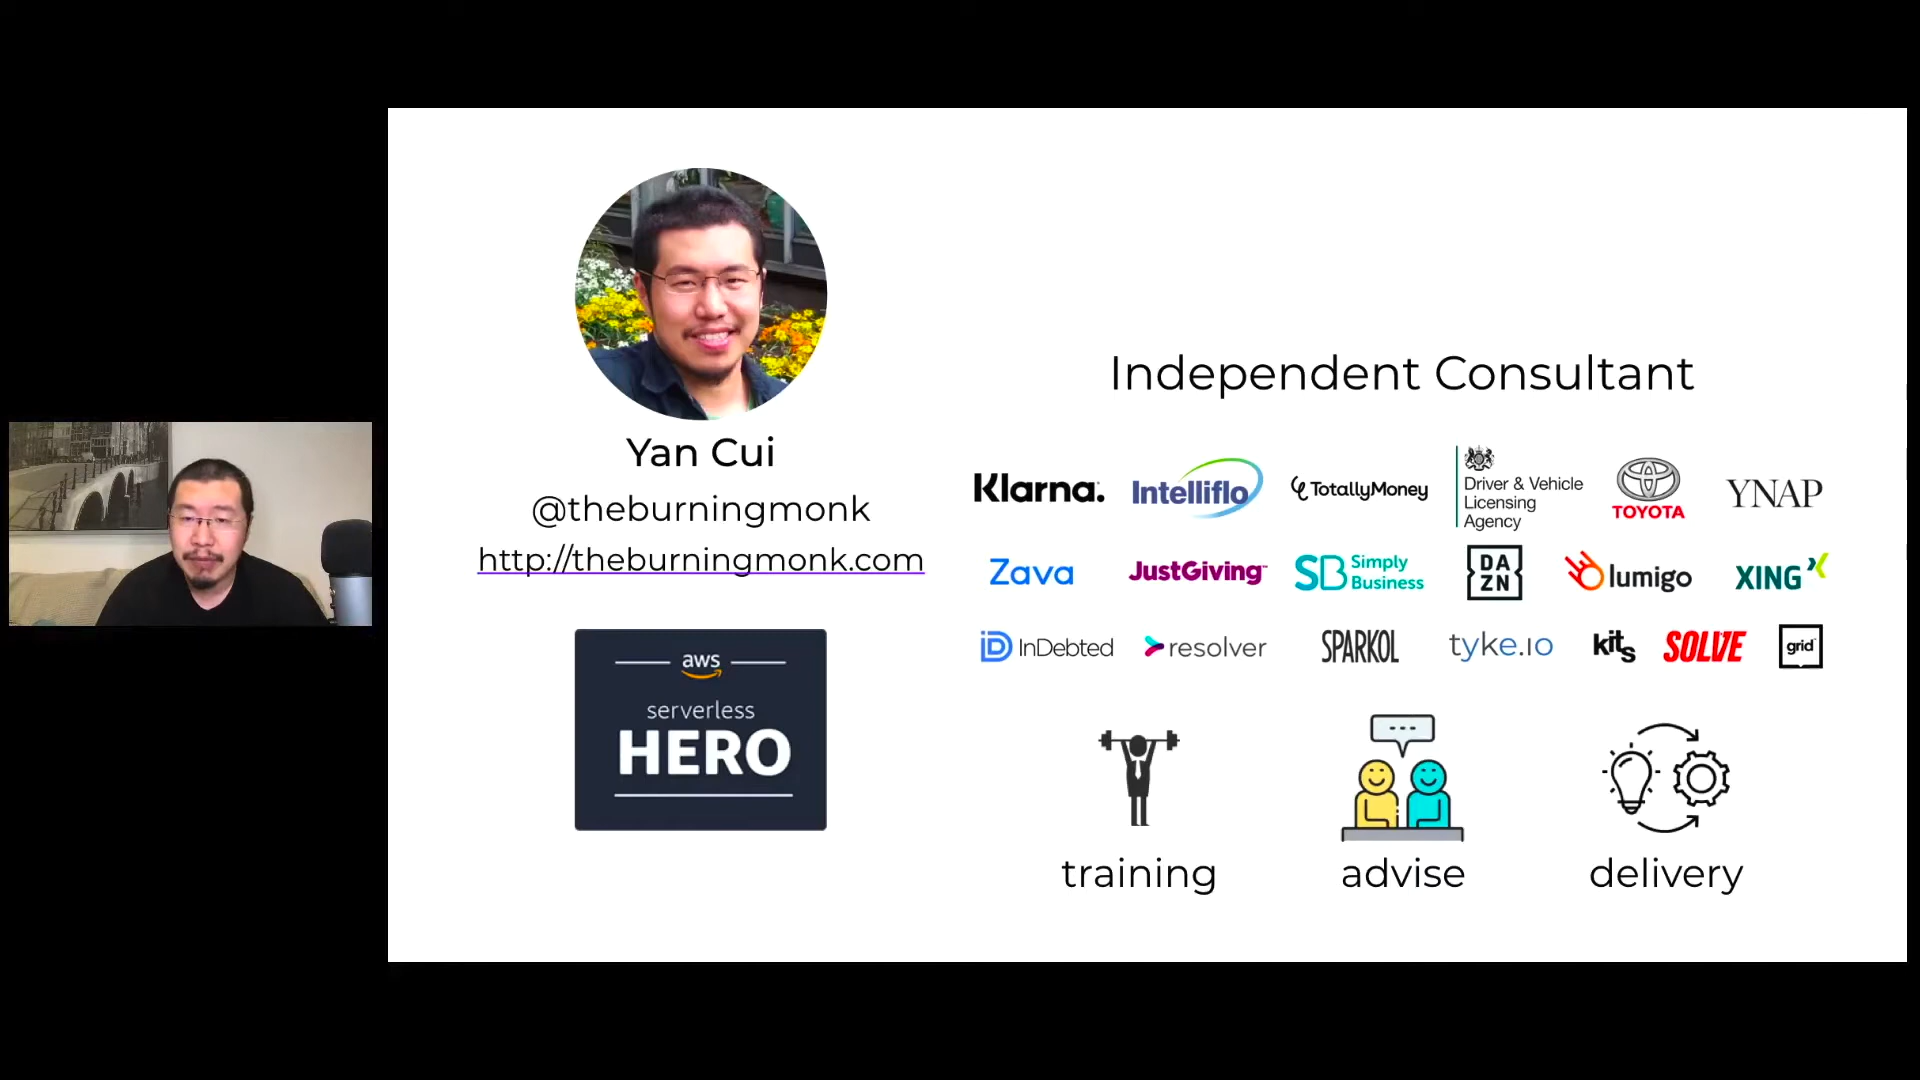 Yan Cui
@theburningmonk
http://theburningmonk.com
aws
serverless
HERO
Independent Consultant
Klarna.
Intelliflo
TotallyMoney
Driver & Vehicle
Licensing
Agency
TOYOTA
YNAP
Zava
JustGiving™
SB Simply
Business
DA
ZN
lumigo
XING
iD InDebted
resolver
SPARKOL
tyke.io
kits
SOLVE
grid
training
advise
delivery